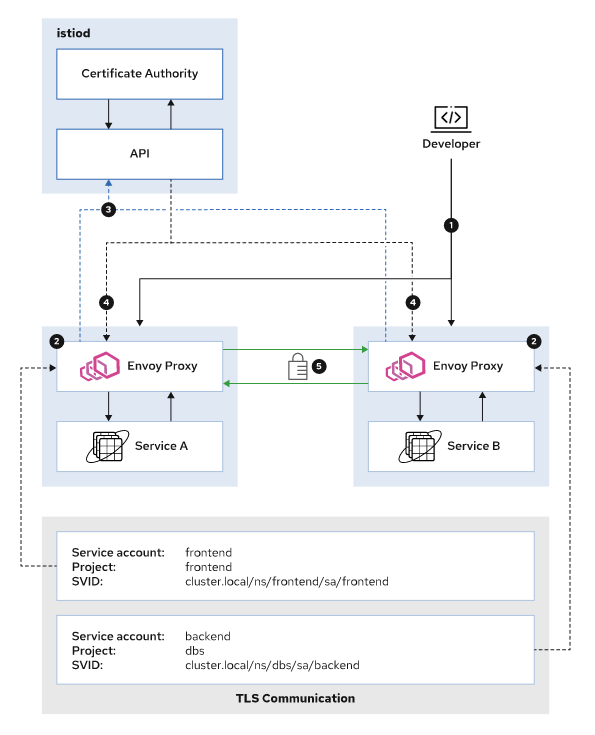 istiod
Certificate Authority
API
Developer
1
3
4
4
2
2
Envoy Proxy
5
Envoy Proxy
Service A
Service B
Service account: frontend
Project: frontend
SVID: cluster.local/ns/frontend/sa/frontend
Service account: backend
Project: dbs
SVID: cluster.local/ns/dbs/sa/backend
TLS Communication